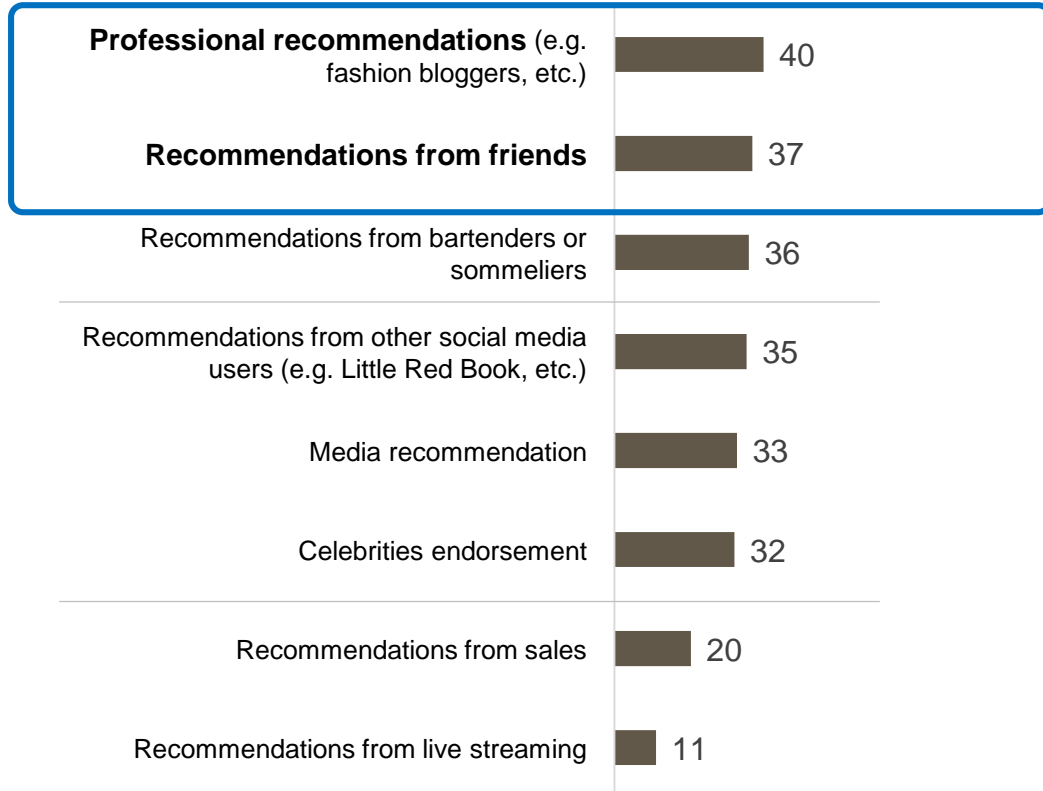 Professional recommendations (e.g.
fashion bloggers, etc.)
40
Recommendations from friends
37
Recommendations from bartenders or
sommeliers
36
Recommendations from other social media
users (e.g. Little Red Book, etc.)
35
Media recommendation
33
Celebrities endorsement
32
Recommendations from sales
20
Recommendations from live streaming
11